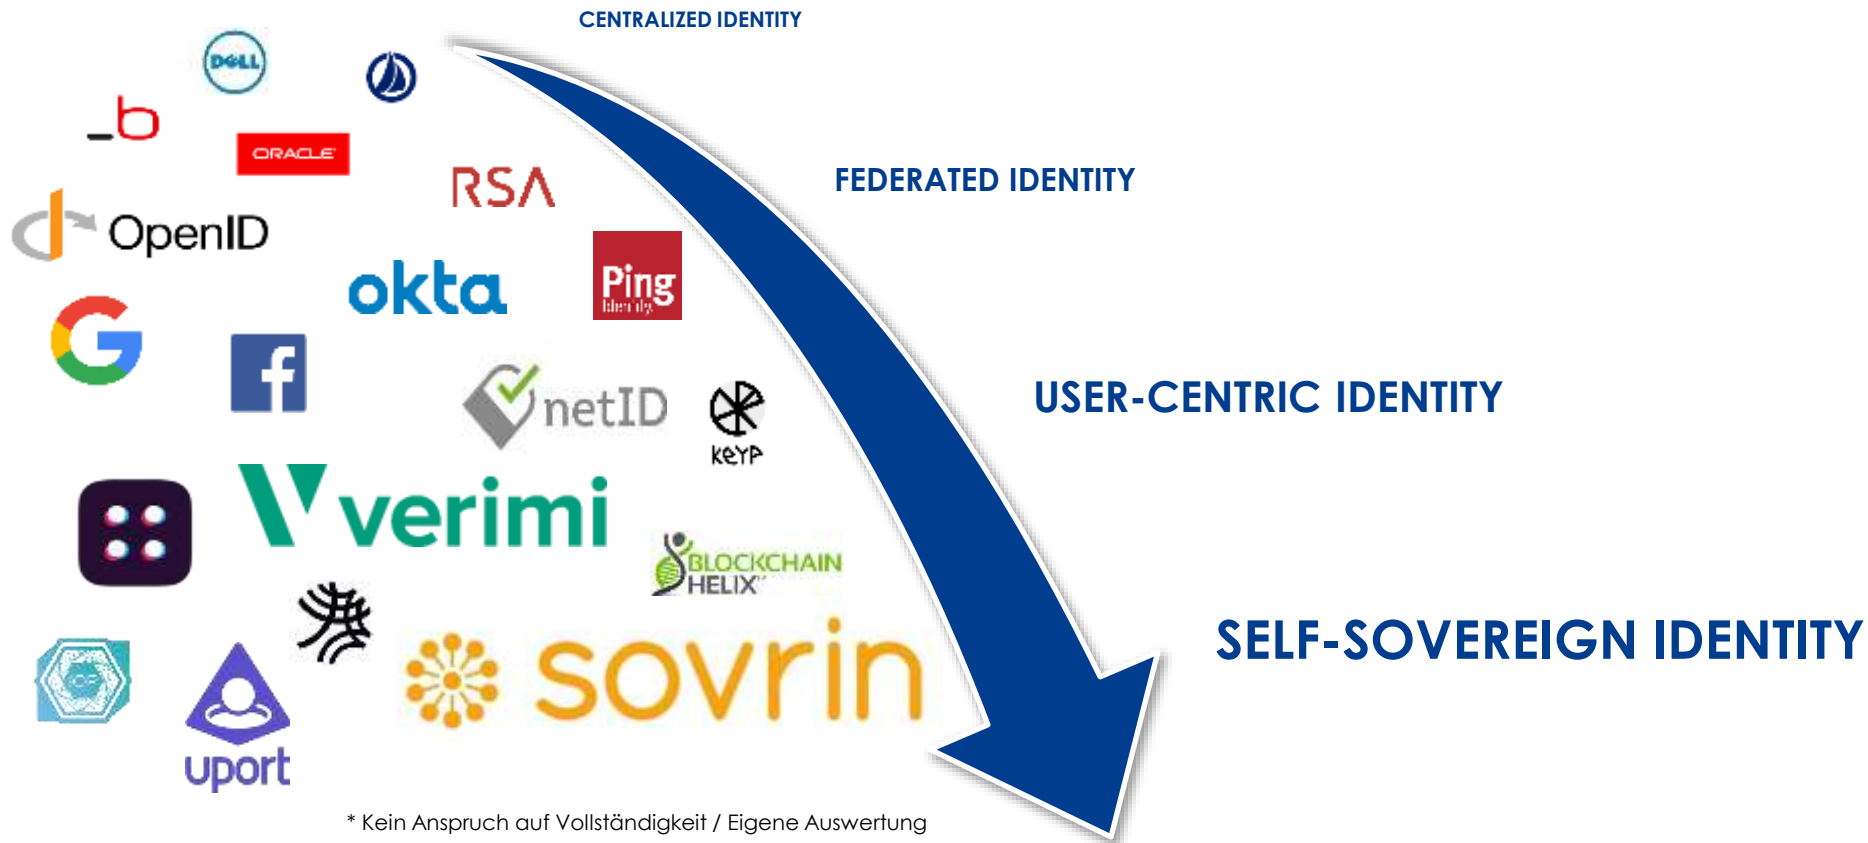 CENTRALIZED IDENTITY
DELL
_b
ORACLE
RSA
FEDERATED IDENTITY
OpenID
okta
Ping
Identity.
netID
keyp
USER-CENTRIC IDENTITY
verimi
BLOCKCHAIN
HELIX
SELF-SOVEREIGN IDENTITY
sovrin
uport
* Kein Anspruch auf Vollständigkeit / Eigene Auswertung